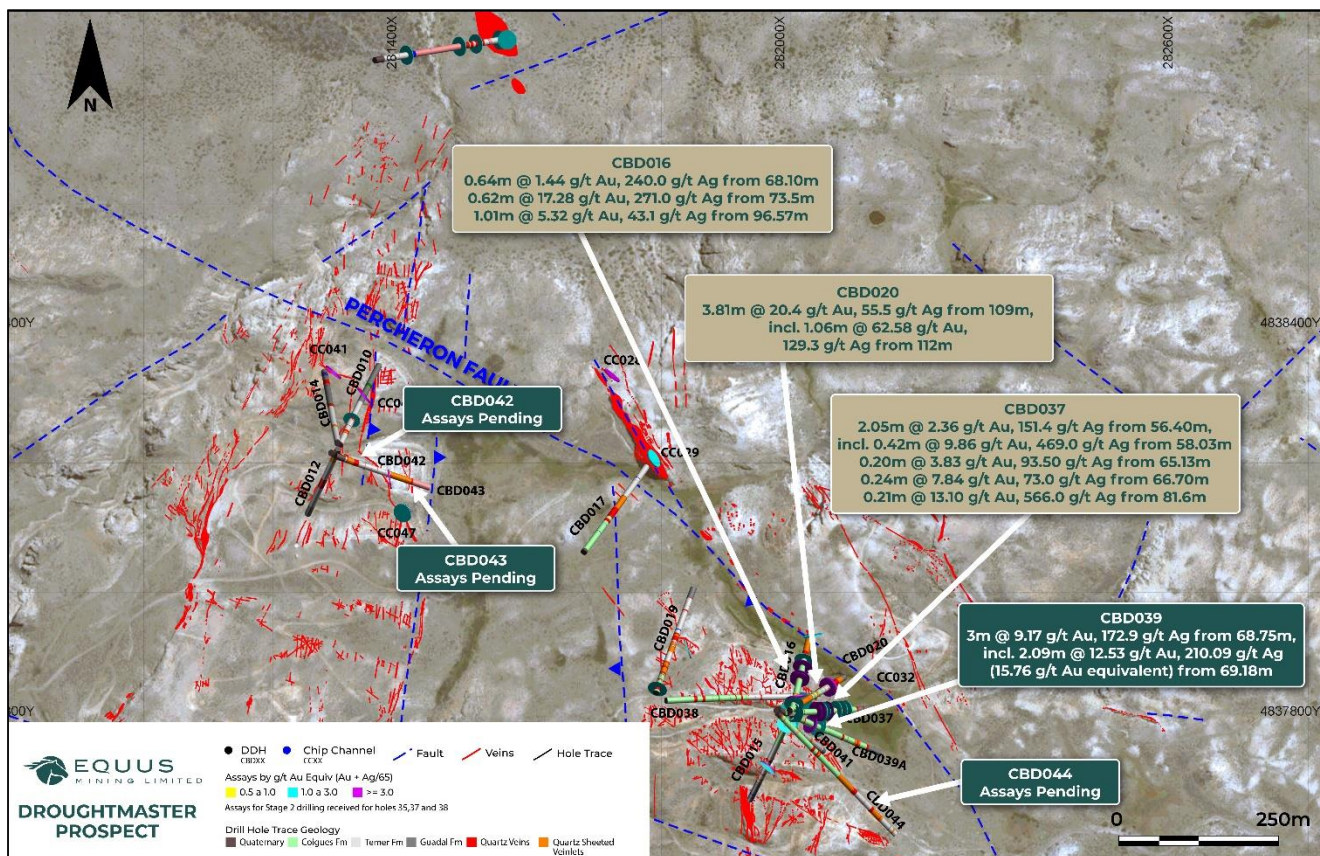 281400X
282000X
282600X
N
CBD016
0.64m @ 1.44 g/t Au, 240.0 g/t Ag from 68.10m
0.62m @ 17.28 g/t Au, 271.0 g/t Ag from 73.5m
1.01m @ 5.32 g/t Au, 43.1 g/t Ag from 96.57m
CBD020
3.81m @ 20.4 g/t Au, 55.5 g/t Ag from 109m,
incl. 1.06m @ 62.58 g/t Au,
129.3 g/t Ag from 112m
400Y
4838400Y
PERCHERON FAUL
CC041
CBD014
CBD010
CC028
CC04
CBD042
Assays Pending
CBD037
2.05m @ 2.36 g/t Au, 151.4 g/t Ag from 56.40m,
incl. 0.42m @ 9.86 g/t Au, 469.0 g/t Ag from 58.03m
0.20m @ 3.83 g/t Au, 93.50 g/t Ag from 65.13m
0.24m @ 7.84 g/t Au, 73.0 g/t Ag from 66.70m
0.21m @ 13.10 g/t Au, 566.0 g/t Ag from 81.6m
CC029
CBD042
CBD043
CBD012
CBD017
CC047
CBD043
Assays Pending
CBD039
3m @ 9.17 g/t Au, 172.9 g/t Ag from 68.75m,
incl. 2.09m @ 12.53 g/t Au, 210.09 g/t Ag
(15.76 g/t Au equivalent) from 69.18m
CBD019
CBD016
CBD020
CC032
CBD038
CBD037
800Y
4837800Y
CBD015
CBD041
CBD039A
CBD044
CBD044
Assays Pending
0 250m
EQUUS
MINING LIMITED
DROUGHTMASTER
PROSPECT
DDH
CBDXX
Chip Channel
CCXX
Fault
Veins
Hole Trace
Assays by g/t Au Equiv (Au + Ag/65)
0.5 a 1.0
1.0 a 3.0
>= 3.0
Assays for Stage 2 drilling received for holes 35,37 and 38
Drill Hole Trace Geology
Quaternary
Coigues Fm
Temer Fm
Guadal Fm
Quartz Veins
Quartz Sheeted
Veinlets